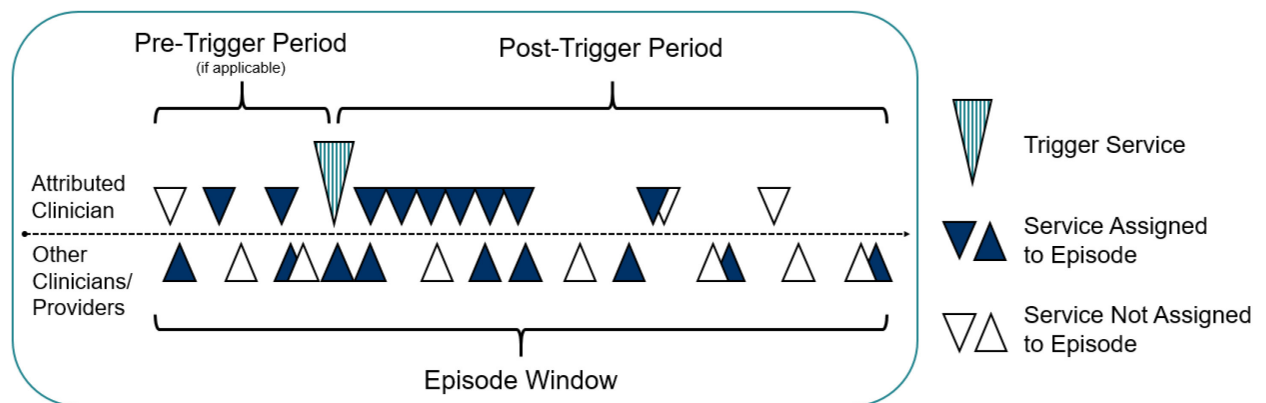 Pre-Trigger Period
(if applicable)
Post-Trigger Period
Attributed
Clinician
Other
Clinicians/
Providers
Episode Window
Trigger Service
Service Assigned
to Episode
Service Not Assigned
to Episode